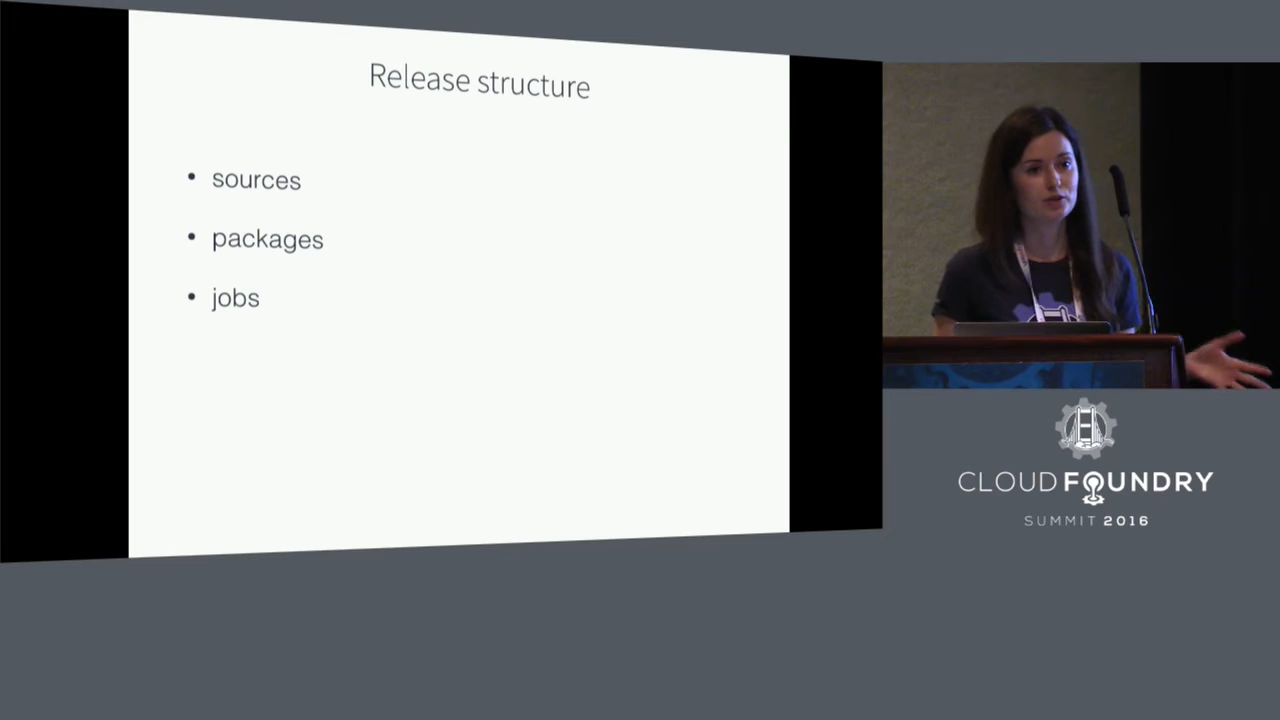 Release structure
• sources
• packages
• jobs
CLOUD FOUNDRY
SUMMIT 2016